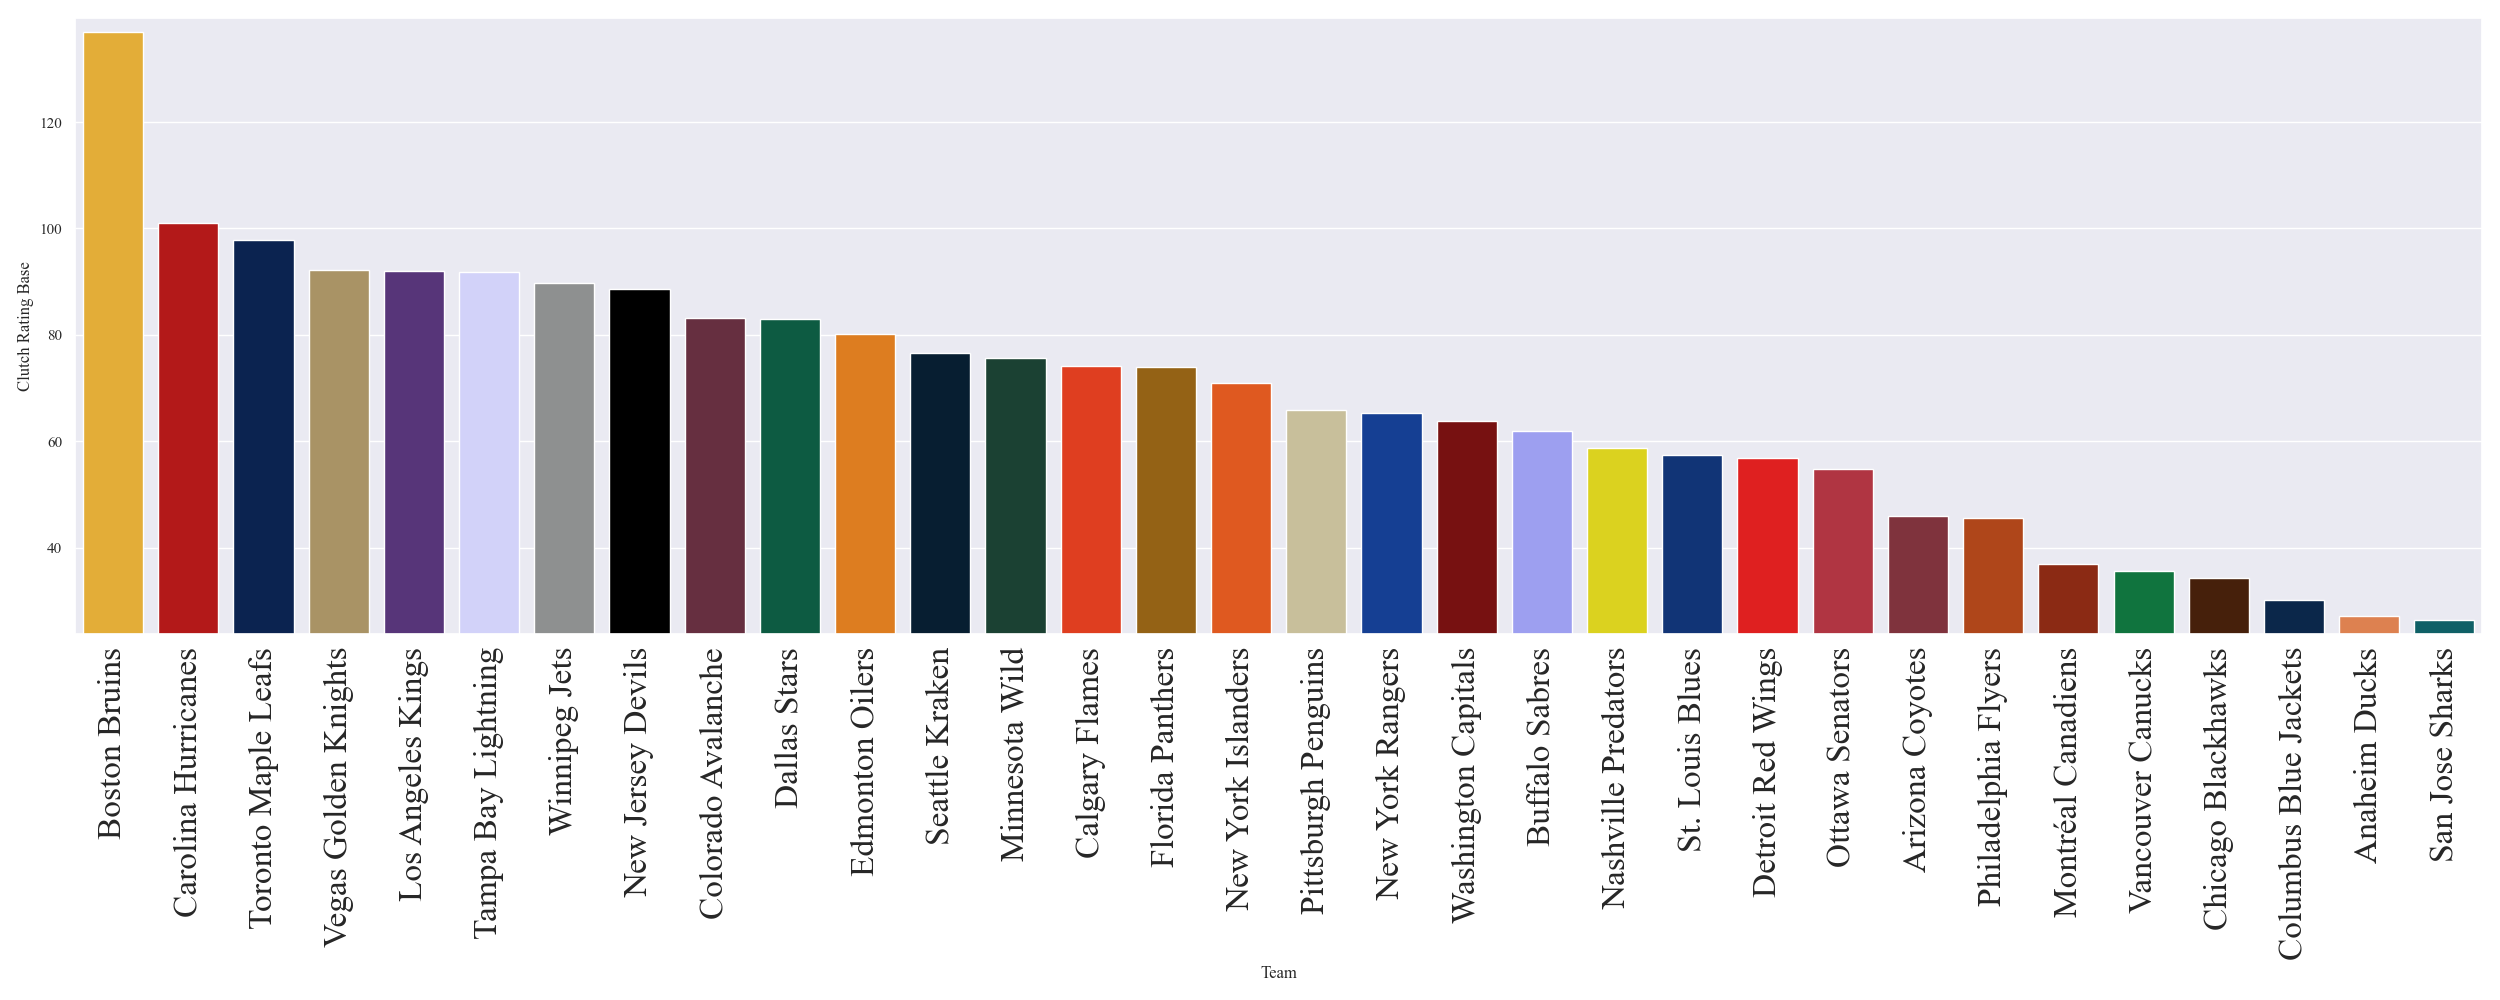 120
100
80
60
40
Clutch Rating Base
Boston Bruins
Carolina Hurricanes
Toronto Maple Leafs
Vegas Golden Knights
Los Angeles Kings
Tampa Bay Lightning
Winnipeg Jets
New Jersey Devils
Colorado Avalanche
Dallas Stars
Edmonton Oilers
Seattle Kraken
Minnesota Wild
Calgary Flames
Florida Panthers
New York Islanders
Pittsburgh Penguins
New York Rangers
Washington Capitals
Buffalo Sabres
Nashville Predators
St. Louis Blues
Detroit Red Wings
Ottawa Senators
Arizona Coyotes
Philadelphia Flyers
Montréal Canadiens
Vancouver Canucks
Chicago Blackhawks
Columbus Blue Jackets
Anaheim Ducks
San Jose Sharks
Team